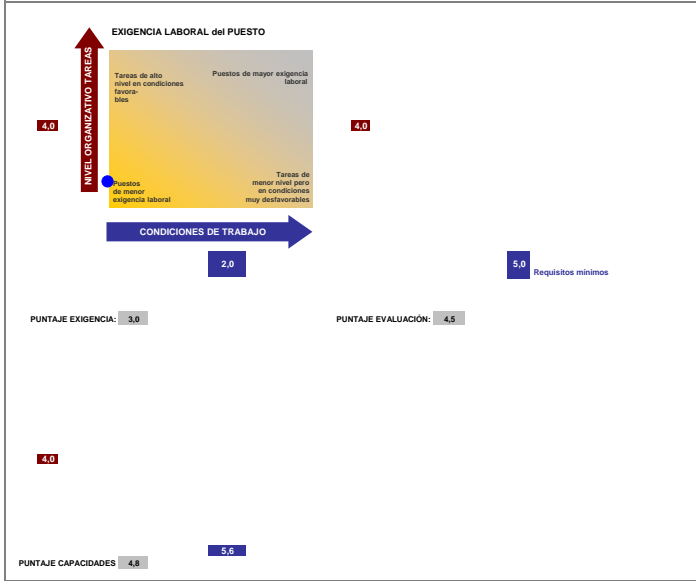 EXIGENCIA LABORAL del PUESTO
NIVEL ORGANIZATIVO TAREAS
Tareas de alto
nivel en condiciones
favora-
bles
Puestos de mayor exigencia
laboral
4,0
4,0
Puestos
de menor
exigencia laboral
Tareas de
menor nivel pero
en condiciones
muy desfavorables
CONDICIONES DE TRABAJO
2,0
5,0
Requisitos mínimos
PUNTAJE EXIGENCIA: 3,0
PUNTAJE EVALUACIÓN: 4,5
4,0
5,6
PUNTAJE CAPACIDADES 4,8